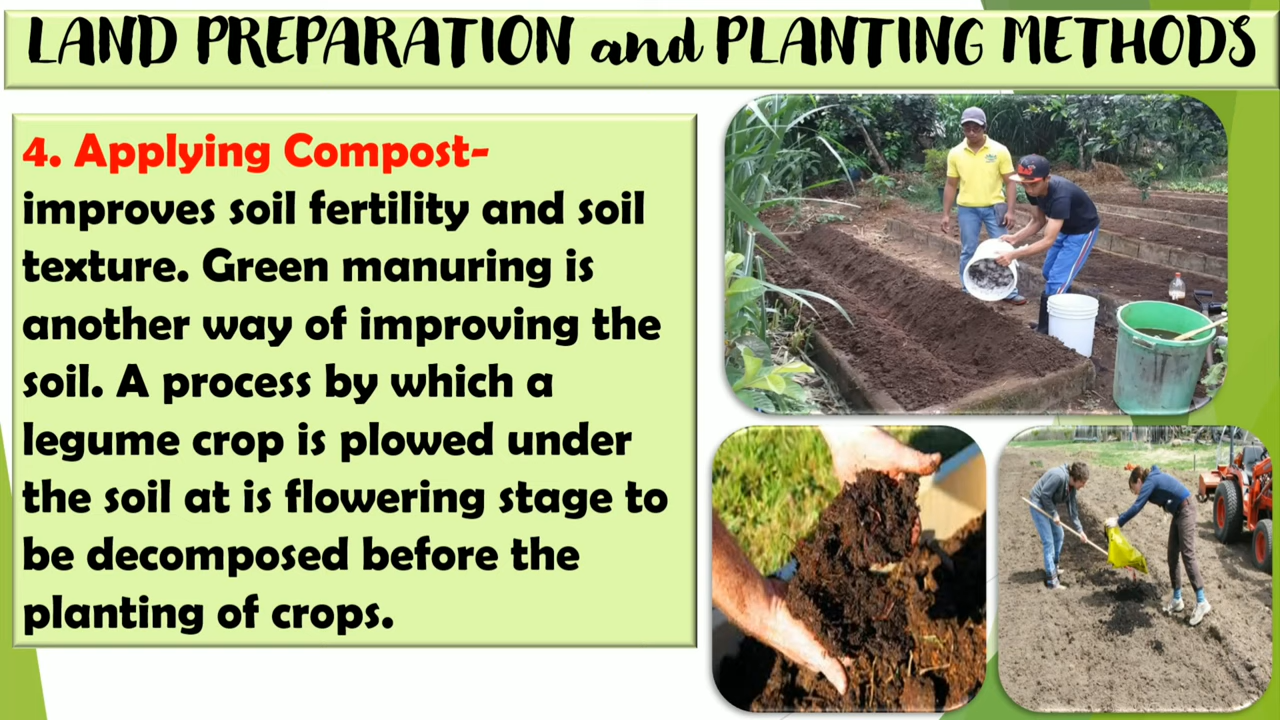 LAND PREPARATION and PLANTING METHODS
4. Applying Compost-
improves soil fertility and soil
texture. Green manuring is
another way of improving the
soil. A process by which a
legume crop is plowed under
the soil at is flowering stage to
be decomposed before the
planting of crops.